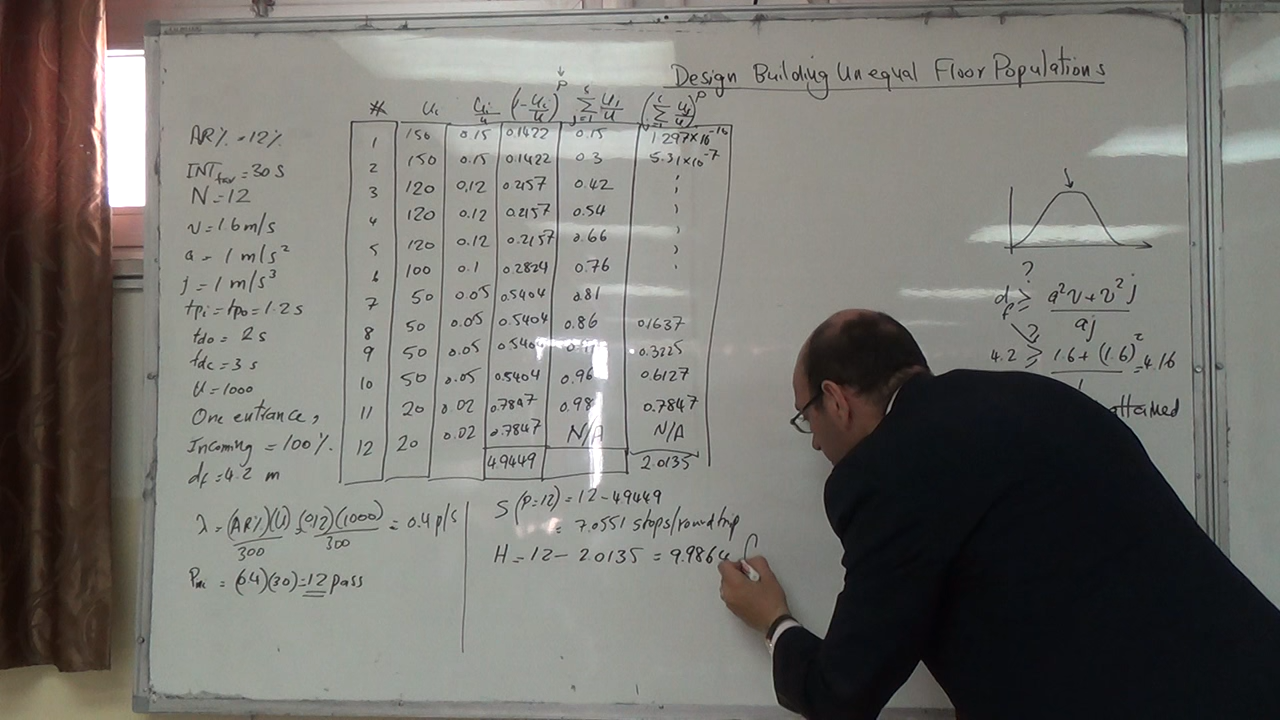 Design Building Unequal Floor Populations
AR% = 12%
INT = 30 s
N = 12
v = 1.6 m/s
a = 1 m/s²
j = 1 m/s³
tpi = tpo = 1.2 s
tdo = 2 s
tdc = 3 s
U = 1000
One entrance,
Incoming = 100%.
df = 4.2 m
# Ui Ui/U (1-Ui/U)^P Σ Ui/U (Σ Ui/U)^P
1 150 0.15 0.1422 0.15 1.297×10
2 150 0.15 0.1422 0.3 5.31×10⁻⁷
3 120 0.12 0.2157 0.42
4 120 0.12 0.2157 0.54
5 120 0.12 0.2157 0.66
6 100 0.1 0.2824 0.76
7 50 0.05 0.5404 0.81
8 50 0.05 0.5404 0.86 0.1637
9 50 0.05 0.5404 0.3225
10 50 0.05 0.5404 0.96 0.6127
11 20 0.02 0.7847 0.98 0.7847
12 20 0.02 0.7847 N/A N/A
4.9449 2.0135
λ = (AR%)(U)/300 = (0.12)(1000)/300 = 0.4 p/s
= (0.4)(30) = 12 pass
S(P=12) = 12 - 4.9449
= 7.0551 stops/round trip
H = 12 - 2.0135 = 9.9864
?
df ≥ a²v + v²j / aj
?
4.2 ≥ 1.6 + (1.6)² / 1 = 4.16
attained